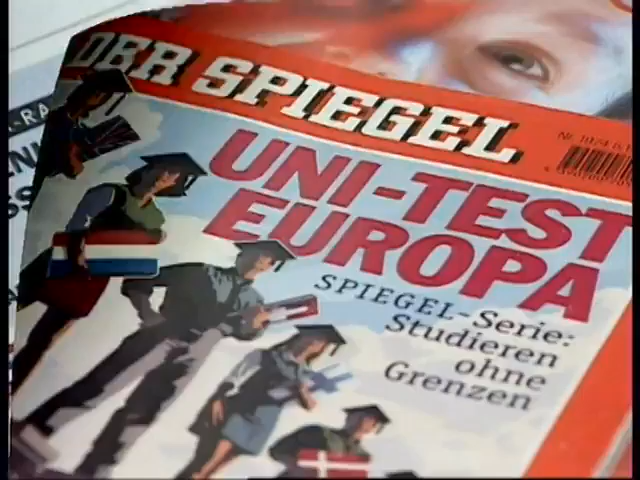 DER SPIEGEL
UNI-TEST
EUROPA
SPIEGEL-Serie:
Studieren
ohne
Grenzen